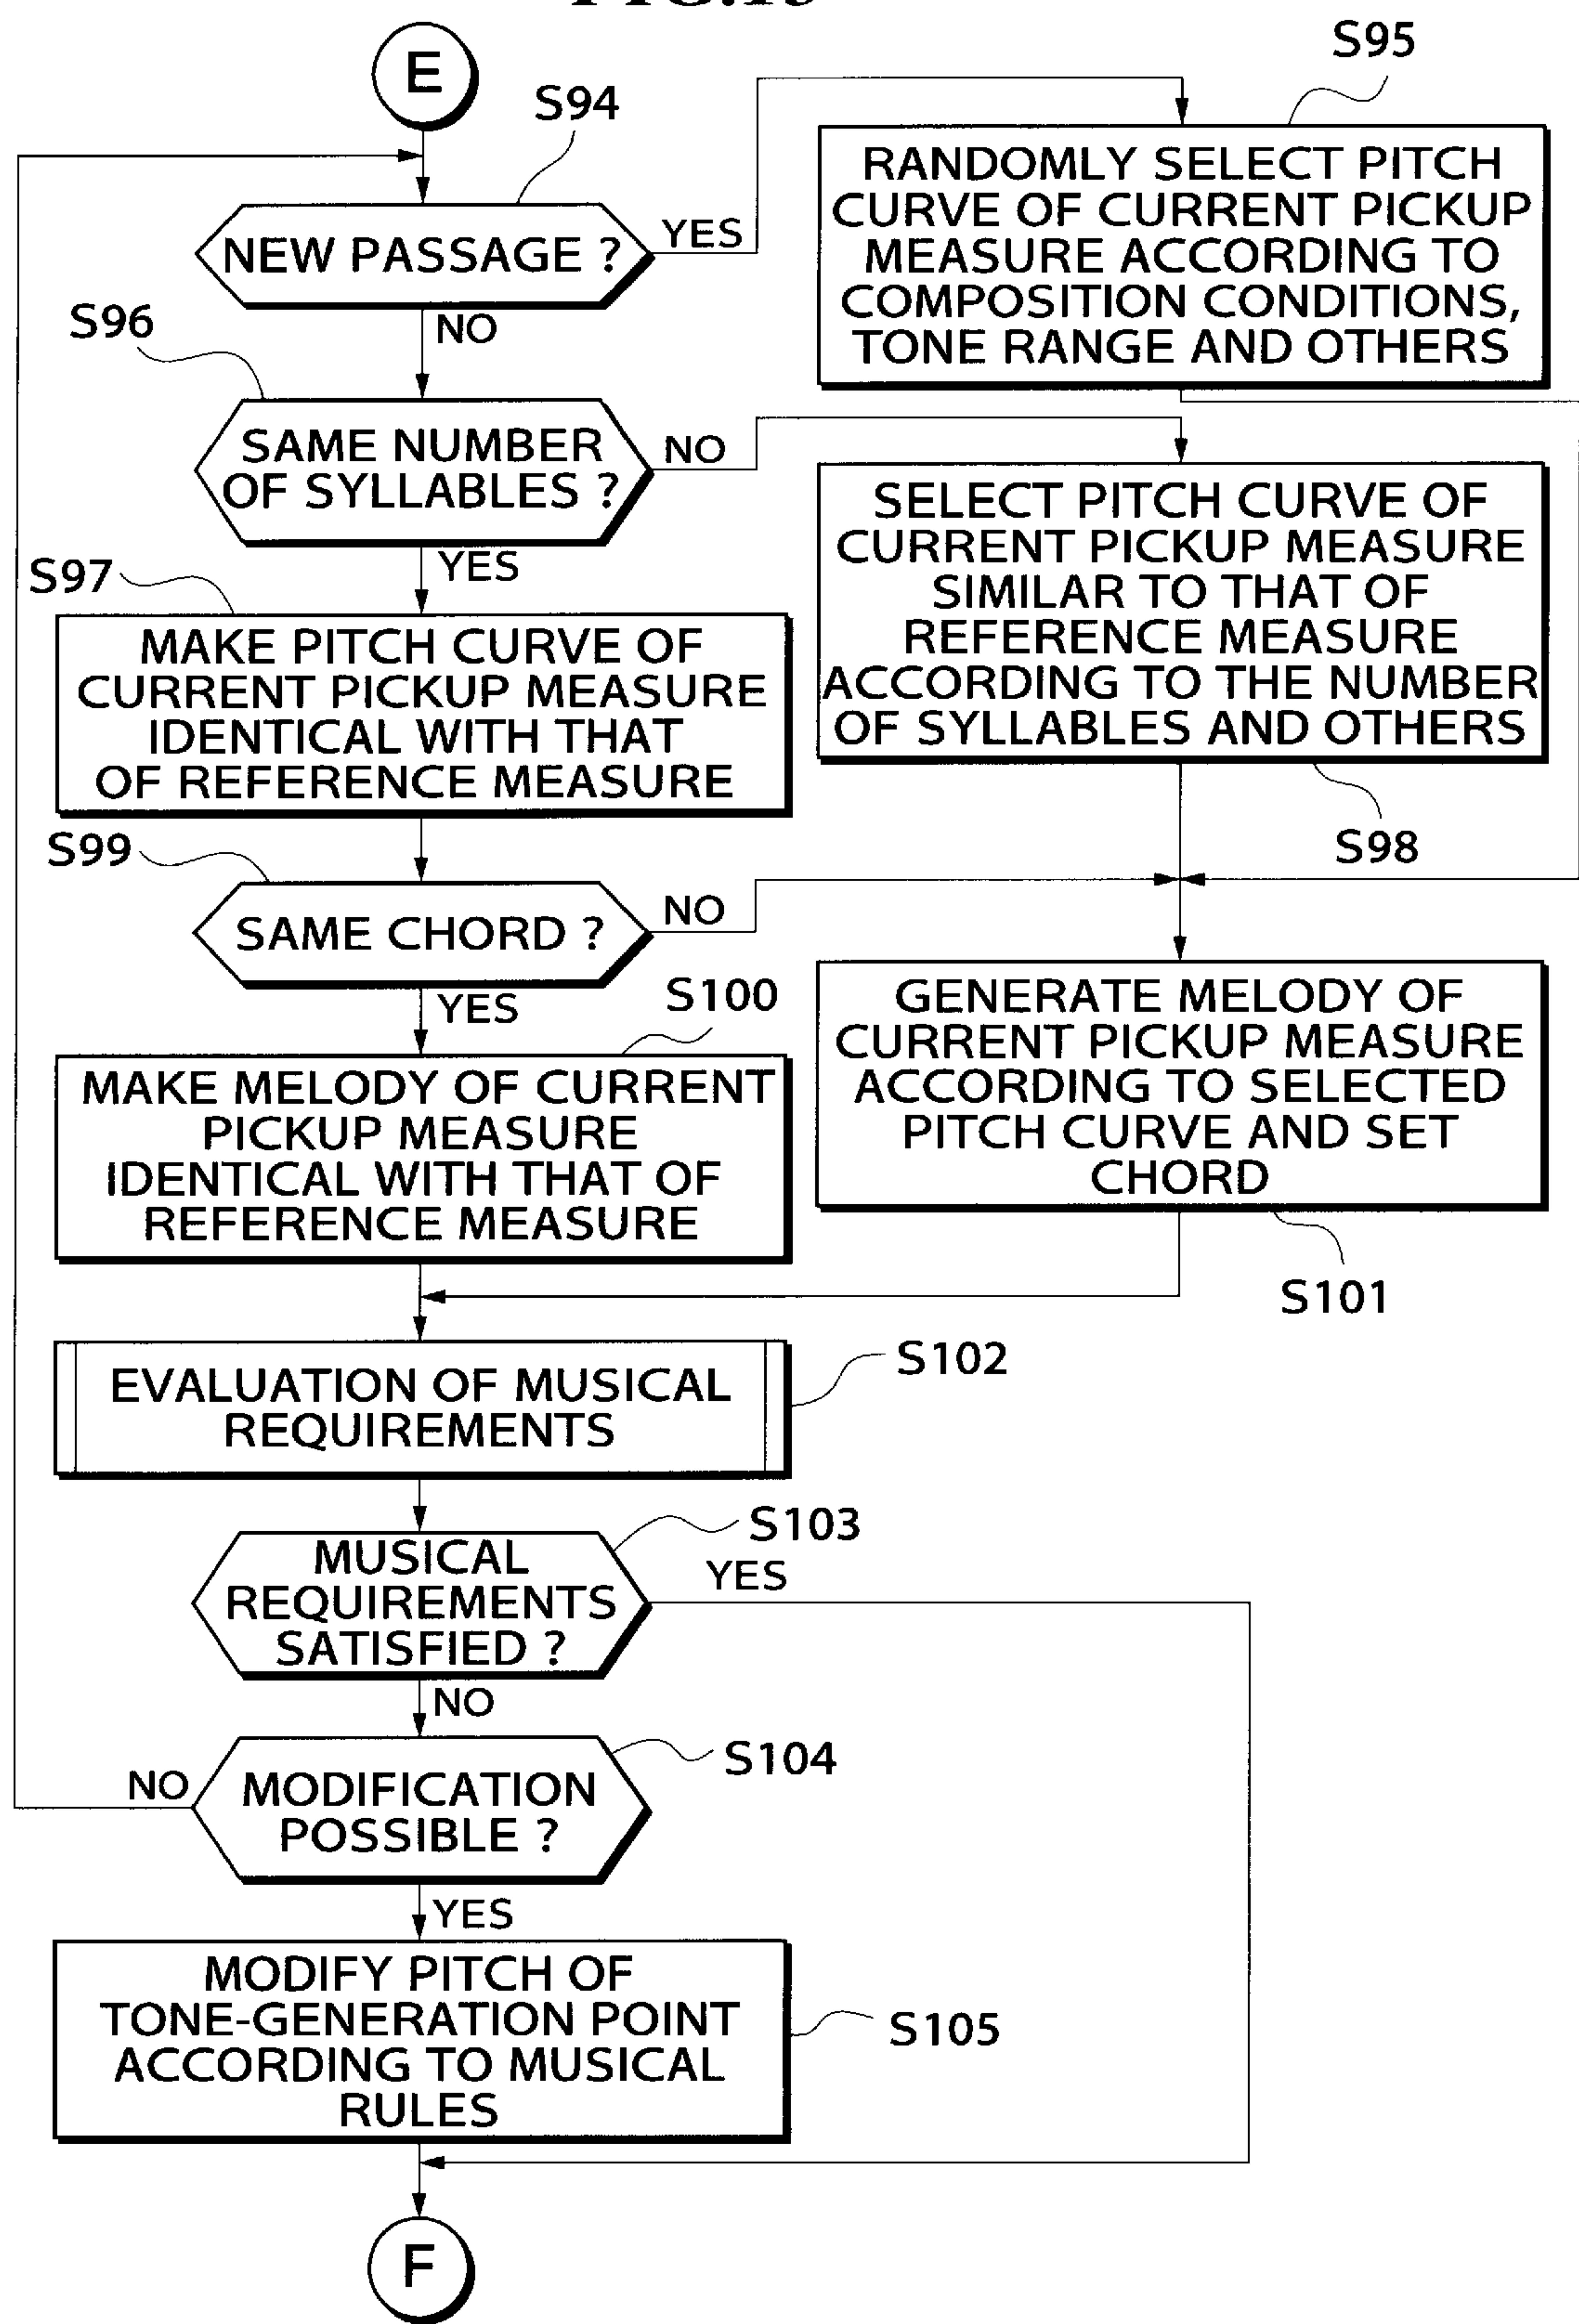 E
S94
S95
NEW PASSAGE ?
YES
NO
RANDOMLY SELECT PITCH
CURVE OF CURRENT PICKUP
MEASURE ACCORDING TO
COMPOSITION CONDITIONS,
TONE RANGE AND OTHERS
S96
SAME NUMBER
OF SYLLABLES ?
NO
YES
SELECT PITCH CURVE OF
CURRENT PICKUP MEASURE
SIMILAR TO THAT OF
REFERENCE MEASURE
ACCORDING TO THE NUMBER
OF SYLLABLES AND OTHERS
S98
S97
MAKE PITCH CURVE OF
CURRENT PICKUP MEASURE
IDENTICAL WITH THAT
OF REFERENCE MEASURE
S99
SAME CHORD ?
NO
YES
S100
MAKE MELODY OF CURRENT
PICKUP MEASURE
IDENTICAL WITH THAT OF
REFERENCE MEASURE
GENERATE MELODY OF
CURRENT PICKUP MEASURE
ACCORDING TO SELECTED
PITCH CURVE AND SET
CHORD
S101
EVALUATION OF MUSICAL
REQUIREMENTS
S102
MUSICAL
REQUIREMENTS
SATISFIED ?
S103
YES
NO
MODIFICATION
POSSIBLE ?
S104
NO
YES
MODIFY PITCH OF
TONE-GENERATION POINT
ACCORDING TO MUSICAL
RULES
S105
F